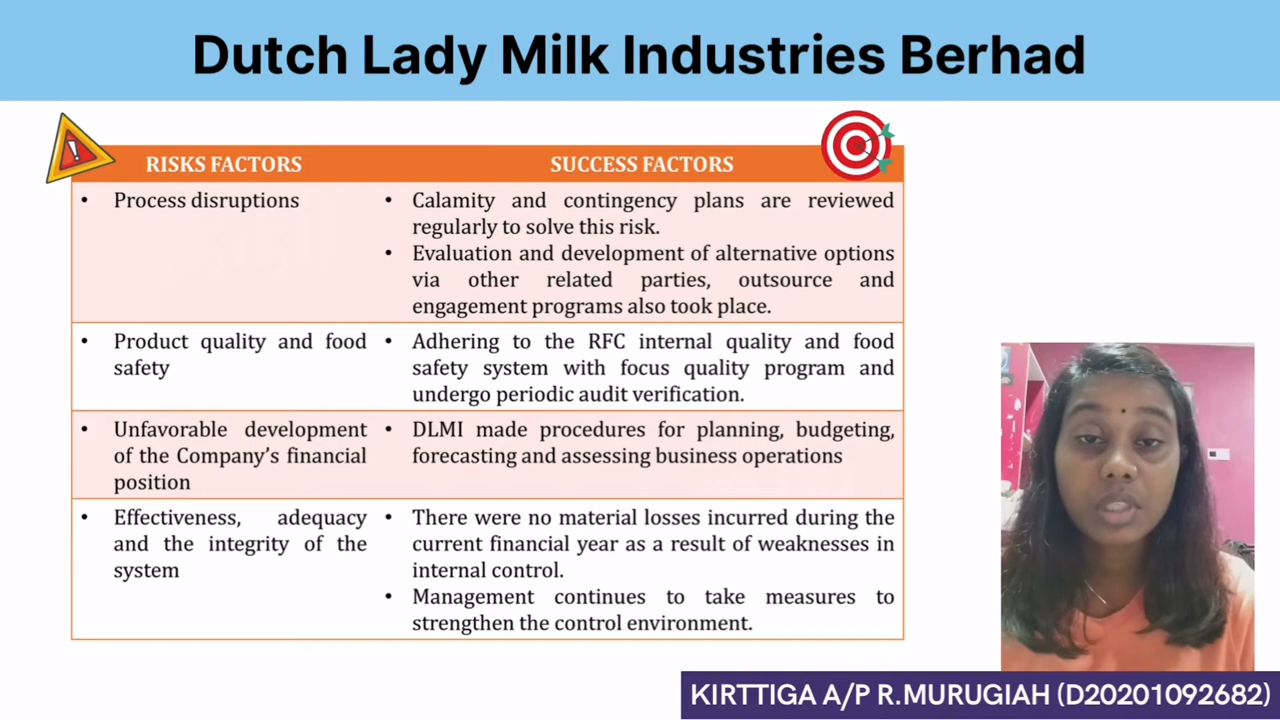 Dutch Lady Milk Industries Berhad
RISKS FACTORS
SUCCESS FACTORS
• Process disruptions
• Calamity and contingency plans are reviewed
regularly to solve this risk.
• Evaluation and development of alternative options
via other related parties, outsource and
engagement programs also took place.
• Product quality and food
safety
• Adhering to the RFC internal quality and food
safety system with focus quality program and
undergo periodic audit verification.
• Unfavorable development
of the Company's financial
position
• DLMI made procedures for planning, budgeting,
forecasting and assessing business operations
• Effectiveness, adequacy
and the integrity of the
system
• There were no material losses incurred during the
current financial year as a result of weaknesses in
internal control.
• Management continues to take measures to
strengthen the control environment.
KIRTTIGA A/P R.MURUGIAH (D20201092682)